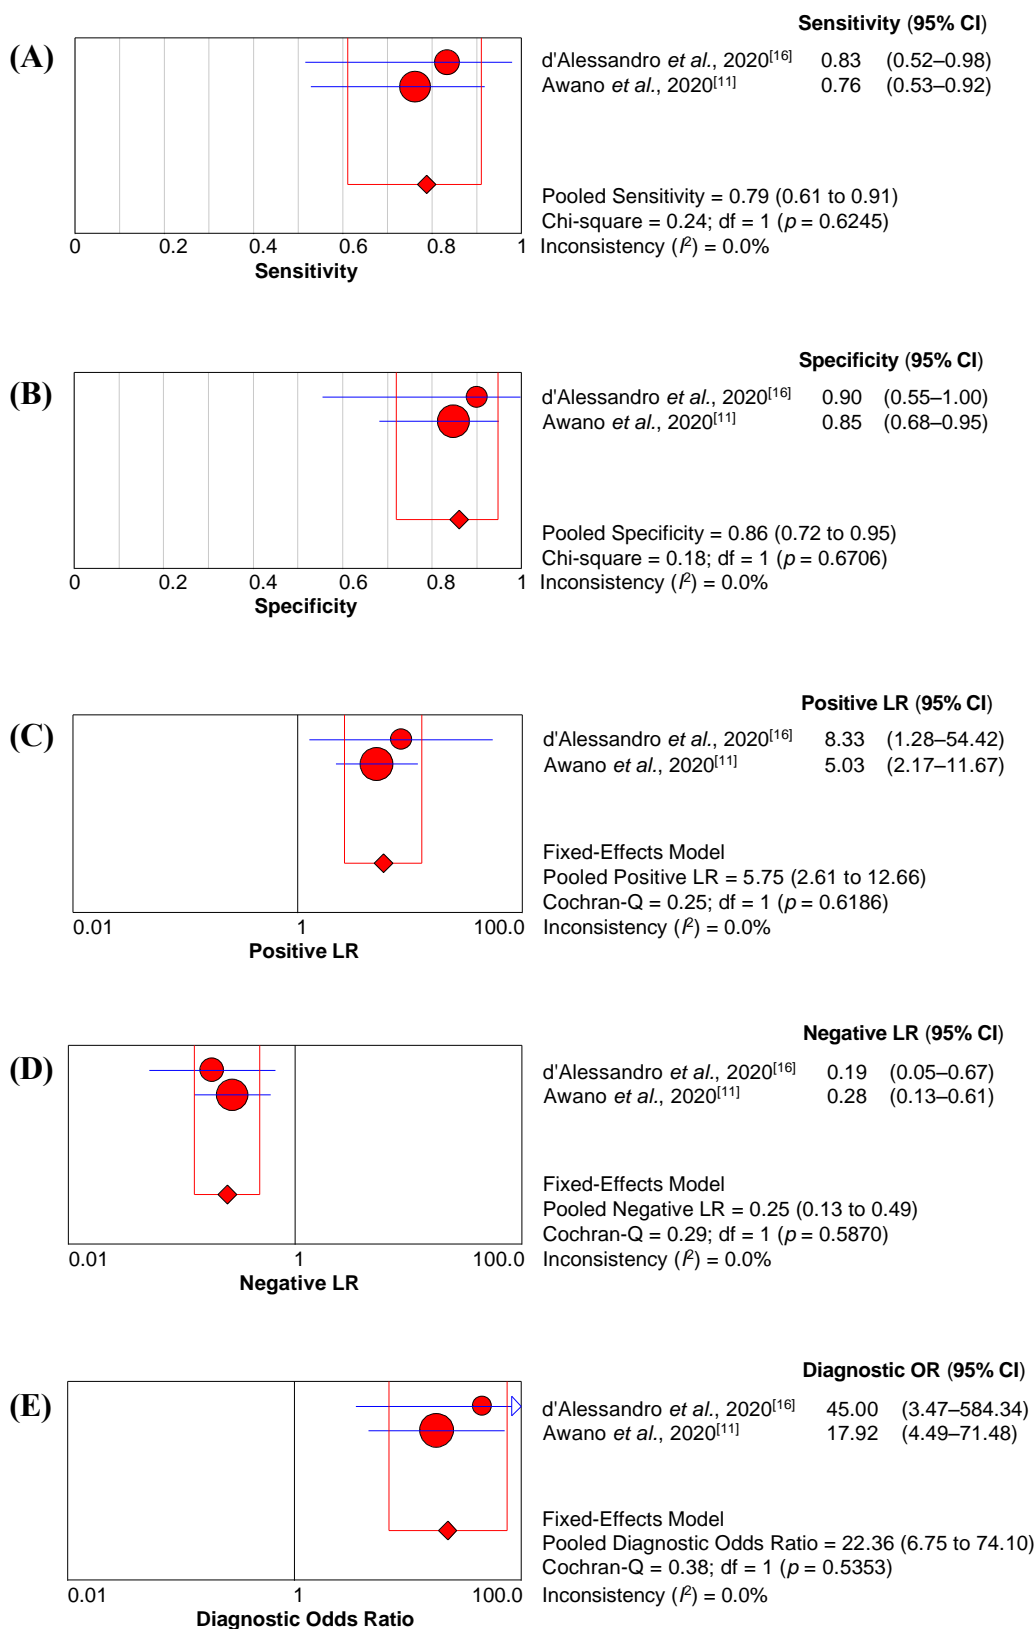 Sensitivity (95% CI)
(A)
d'Alessandro et al., 2020[16] 0.83 (0.52–0.98)
Awano et al., 2020[11] 0.76 (0.53–0.92)
Pooled Sensitivity = 0.79 (0.61 to 0.91)
Chi-square = 0.24; df = 1 (p = 0.6245)
Inconsistency (I²) = 0.0%
0 0.2 0.4 0.6 0.8 1
Sensitivity
Specificity (95% CI)
(B)
d'Alessandro et al., 2020[16] 0.90 (0.55–1.00)
Awano et al., 2020[11] 0.85 (0.68–0.95)
Pooled Specificity = 0.86 (0.72 to 0.95)
Chi-square = 0.18; df = 1 (p = 0.6706)
Inconsistency (I²) = 0.0%
0 0.2 0.4 0.6 0.8 1
Specificity
Positive LR (95% CI)
(C)
d'Alessandro et al., 2020[16] 8.33 (1.28–54.42)
Awano et al., 2020[11] 5.03 (2.17–11.67)
Fixed-Effects Model
Pooled Positive LR = 5.75 (2.61 to 12.66)
Cochran-Q = 0.25; df = 1 (p = 0.6186)
Inconsistency (I²) = 0.0%
0.01 1 100.0
Positive LR
Negative LR (95% CI)
(D)
d'Alessandro et al., 2020[16] 0.19 (0.05–0.67)
Awano et al., 2020[11] 0.28 (0.13–0.61)
Fixed-Effects Model
Pooled Negative LR = 0.25 (0.13 to 0.49)
Cochran-Q = 0.29; df = 1 (p = 0.5870)
Inconsistency (I²) = 0.0%
0.01 1 100.0
Negative LR
Diagnostic OR (95% CI)
(E)
d'Alessandro et al., 2020[16] 45.00 (3.47–584.34)
Awano et al., 2020[11] 17.92 (4.49–71.48)
Fixed-Effects Model
Pooled Diagnostic Odds Ratio = 22.36 (6.75 to 74.10)
Cochran-Q = 0.38; df = 1 (p = 0.5353)
Inconsistency (I²) = 0.0%
0.01 1 100.0
Diagnostic Odds Ratio